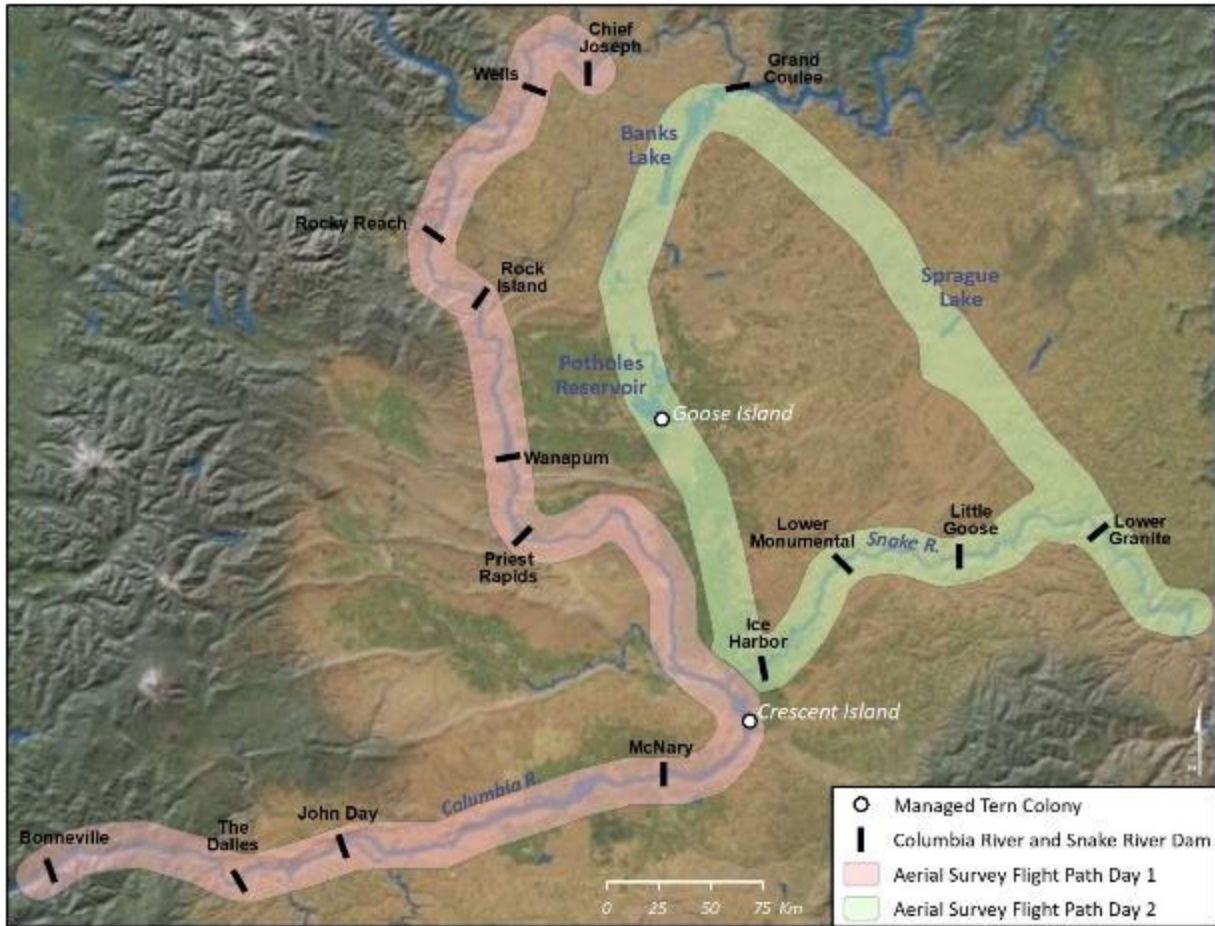 Chief
Joseph
Wells
Grand
Coulee
Banks
Lake
Rocky Reach
Rock
Island
Sprague
Lake
Potholes
Reservoir
Goose Island
Wanapum
Priest
Rapids
Lower
Monumental
Snake R.
Little
Goose
Lower
Granite
Ice
Harbor
Crescent Island
McNary
Columbia R.
John Day
The
Dalles
Bonneville
0 25 50 75 Km
Managed Tern Colony
Columbia River and Snake River Dam
Aerial Survey Flight Path Day 1
Aerial Survey Flight Path Day 2